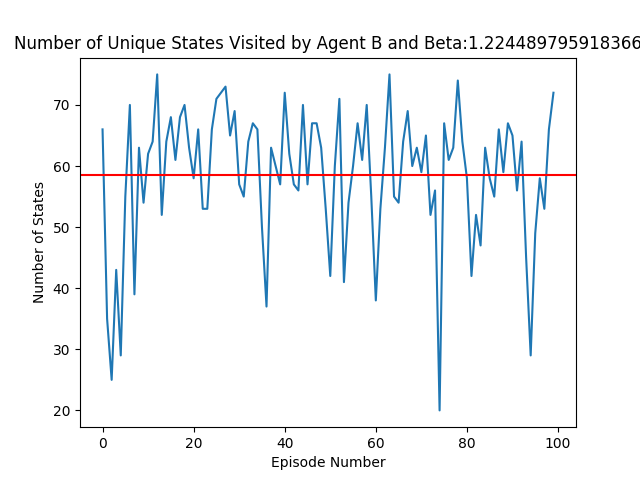 Number of Unique States Visited by Agent B and Beta:1.224489795918366
70
60
50
40
30
20
Number of States
0 20 40 60 80 100
Episode Number